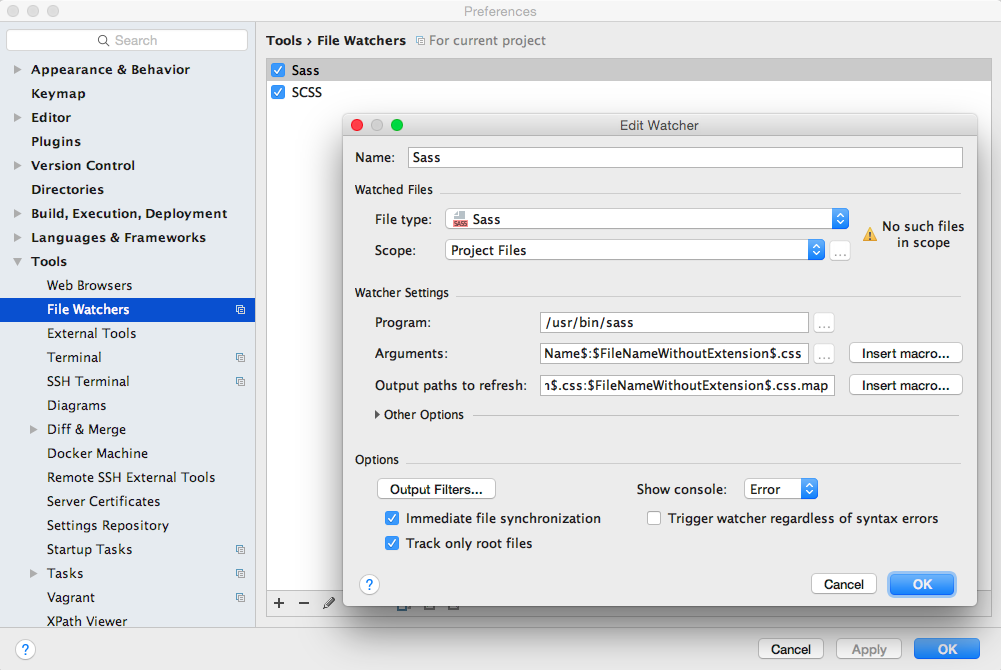 Preferences
Search
Tools › File Watchers For current project
Appearance & Behavior
Keymap
Editor
Plugins
Version Control
Directories
Build, Execution, Deployment
Languages & Frameworks
Tools
Web Browsers
File Watchers
External Tools
Terminal
SSH Terminal
Diagrams
Diff & Merge
Docker Machine
Remote SSH External Tools
Server Certificates
Settings Repository
Startup Tasks
Tasks
Vagrant
XPath Viewer
Sass
SCSS
Edit Watcher
Name: Sass
Watched Files
File type: SASS Sass
Scope: Project Files ...
No such files
in scope
Watcher Settings
Program: /usr/bin/sass ...
Arguments: Name$:$FileNameWithoutExtension$.css ... Insert macro...
Output paths to refresh: n$.css:$FileNameWithoutExtension$.css.map Insert macro...
Other Options
Options
Output Filters... Show console: Error
Immediate file synchronization Trigger watcher regardless of syntax errors
Track only root files
? Cancel OK
? Cancel Apply OK